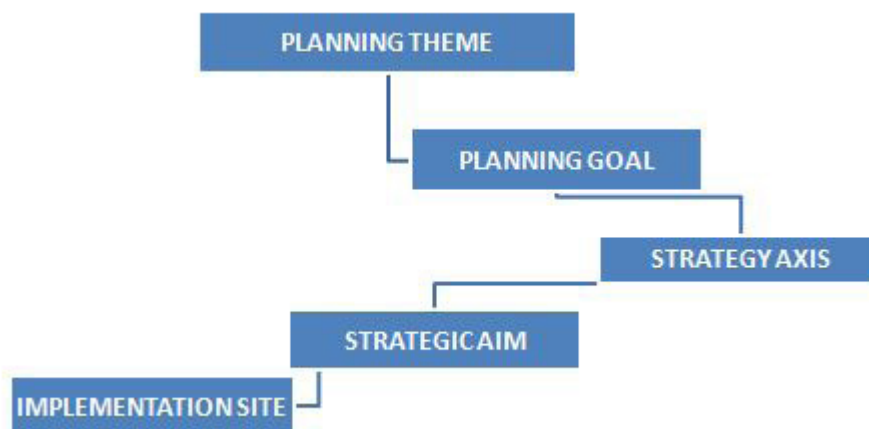 PLANNING THEME
PLANNING GOAL
STRATEGY AXIS
STRATEGIC AIM
IMPLEMENTATION SITE